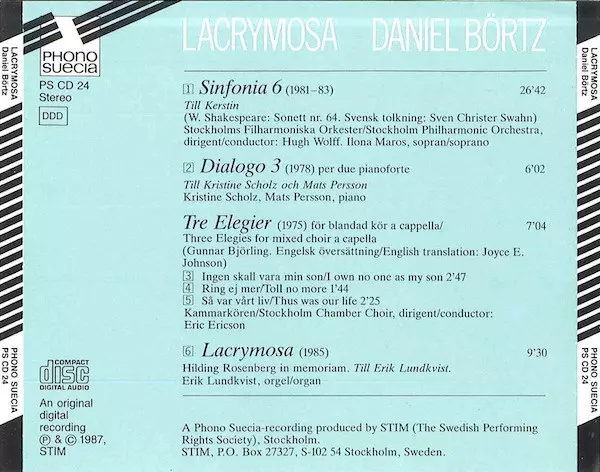 LACRYMOSA DANIEL BÖRTZ
PHONO
SUECIA
PS CD 24
Stereo
DDD
1 Sinfonia 6 (1981–83) 26'42
Till Kerstin
(W. Shakespeare: Sonett nr. 64. Svensk tolkning: Sven Christer Swahn)
Stockholms Filharmoniska Orkester/Stockholm Philharmonic Orchestra,
dirigent/conductor: Hugh Wolff. Ilona Maros, sopran/soprano
2 Dialogo 3 (1978) per due pianoforte 6'02
Till Kristine Scholz och Mats Persson
Kristine Scholz, Mats Persson, piano
Tre Elegier (1975) för blandad kör a cappella/ 7'04
Three Elegies for mixed choir a capella
(Gunnar Björling. Engelsk översättning/English translation: Joyce E.
Johnson)
3 Ingen skall vara min son/I own no one as my son 2'47
4 Ring ej mer/Toll no more 1'44
5 Så var vårt liv/Thus was our life 2'25
Kammarkören/Stockholm Chamber Choir, dirigent/conductor:
Eric Ericson
6 Lacrymosa (1985) 9'30
Hilding Rosenberg in memoriam. Till Erik Lundkvist.
Erik Lundkvist, orgel/organ
COMPACT
disc
DIGITAL AUDIO
An original
digital
recording
Ⓟ & © 1987,
STIM
A Phono Suecia-recording produced by STIM (The Swedish Performing
Rights Society), Stockholm.
STIM, P.O. Box 27327, S-102 54 Stockholm, Sweden.
LACRYMOSA
Daniel Börtz
PHONO SUECIA
PS CD 24
LACRYMOSA
Daniel Börtz
PHONO SUECIA
PS CD 24